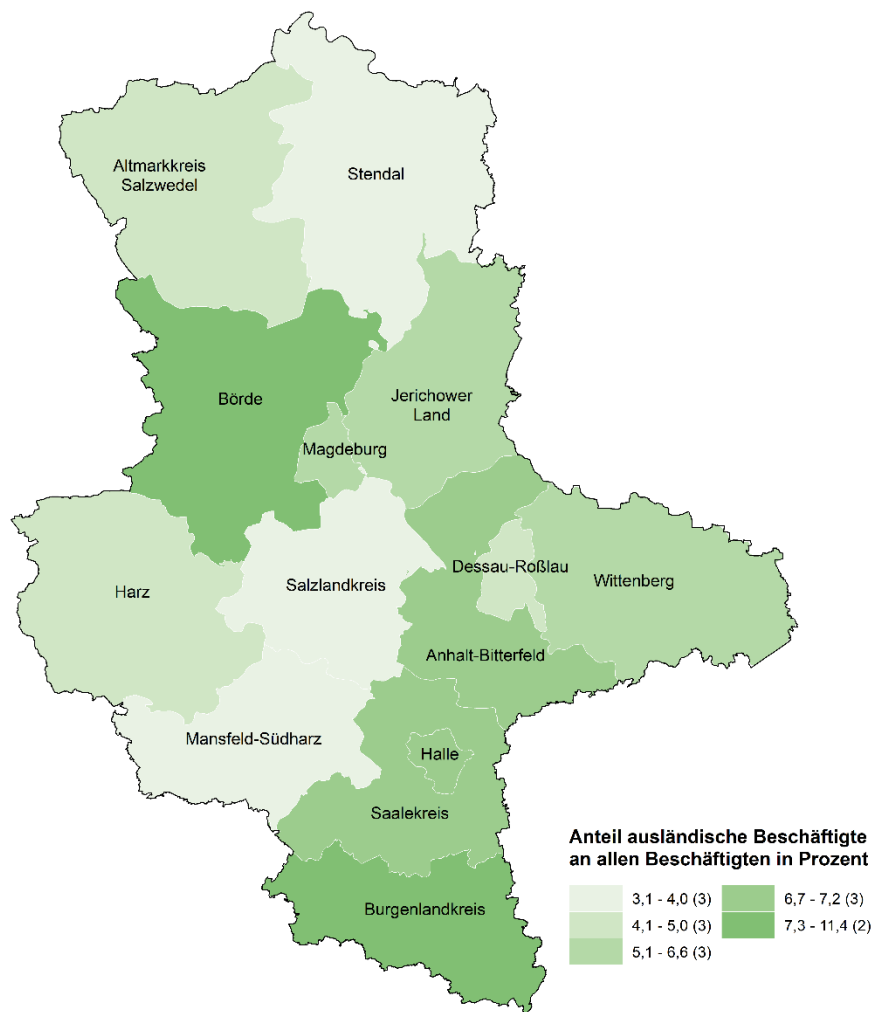 Altmarkkreis
Salzwedel
Stendal
Börde
Jerichower
Land
Magdeburg
Dessau-Roßlau
Wittenberg
Harz
Salzlandkreis
Anhalt-Bitterfeld
Mansfeld-Südharz
Halle
Saalekreis
Burgenlandkreis
Anteil ausländische Beschäftigte
an allen Beschäftigten in Prozent
3,1 - 4,0 (3)
4,1 - 5,0 (3)
5,1 - 6,6 (3)
6,7 - 7,2 (3)
7,3 - 11,4 (2)